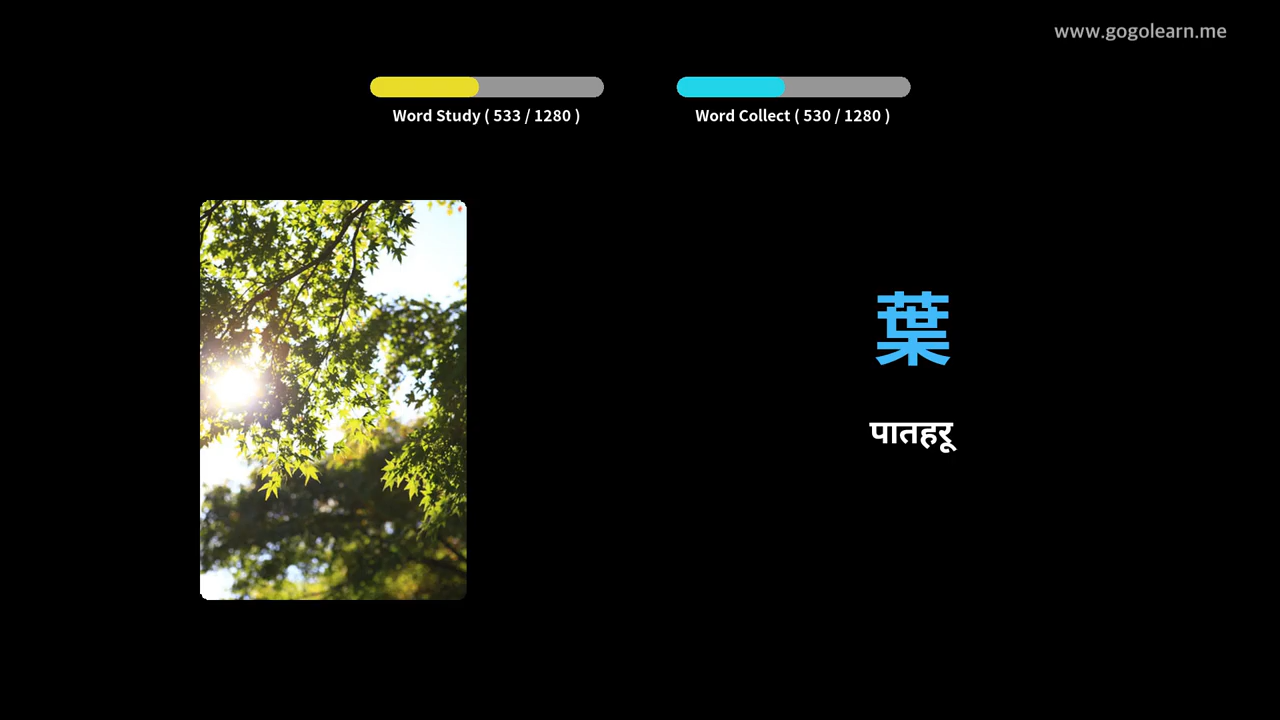 www.gogolearn.me
Word Study ( 533 / 1280 )
Word Collect ( 530 / 1280 )
葉
पातहरू